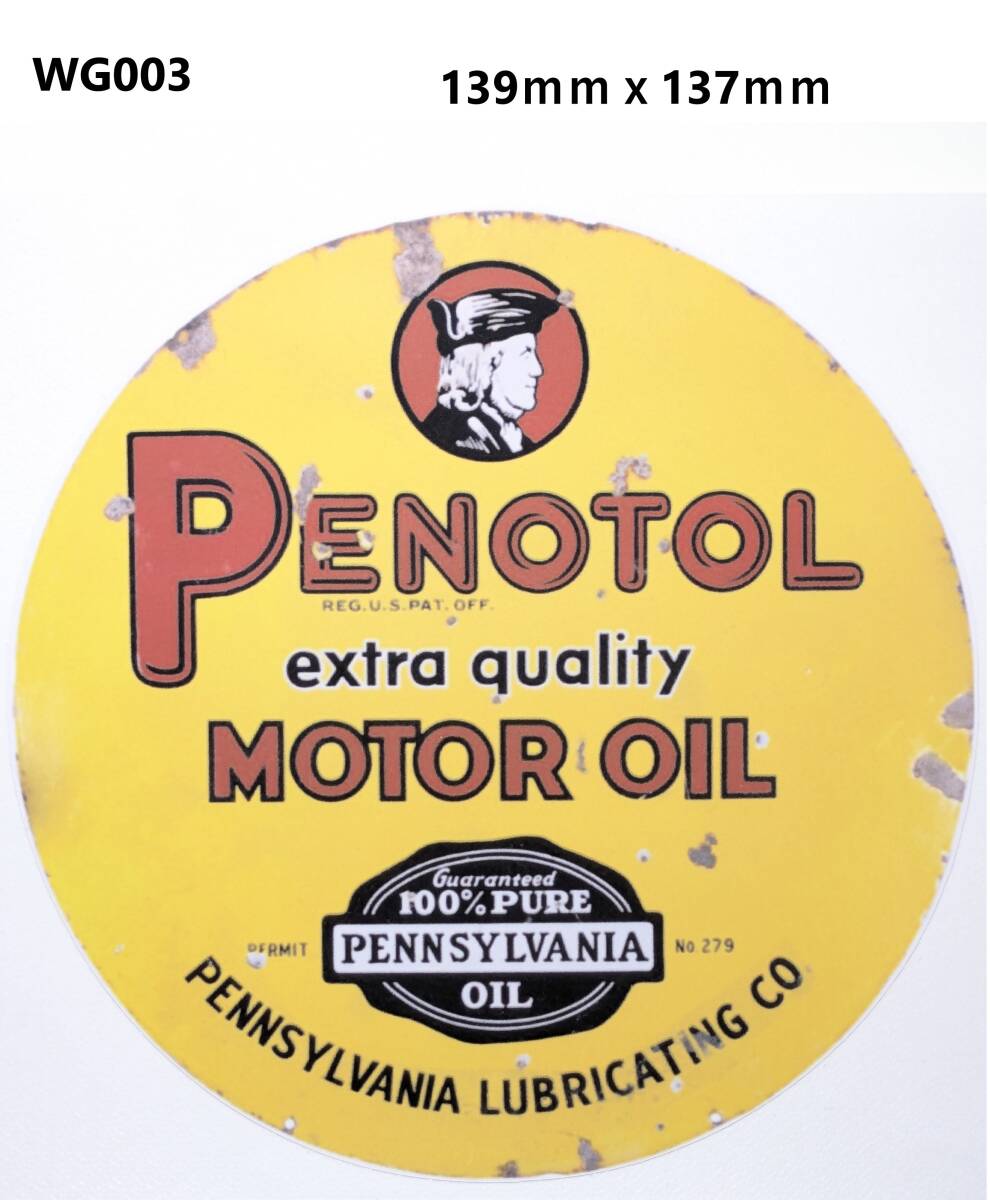 WG003
139mm x 137mm
PENOTOL
REG.U.S.PAT.OFF.
extra quality
MOTOR OIL
Guaranteed
100% PURE
PERMIT PENNSYLVANIA No 279
OIL
PENNSYLVANIA LUBRICATING CO